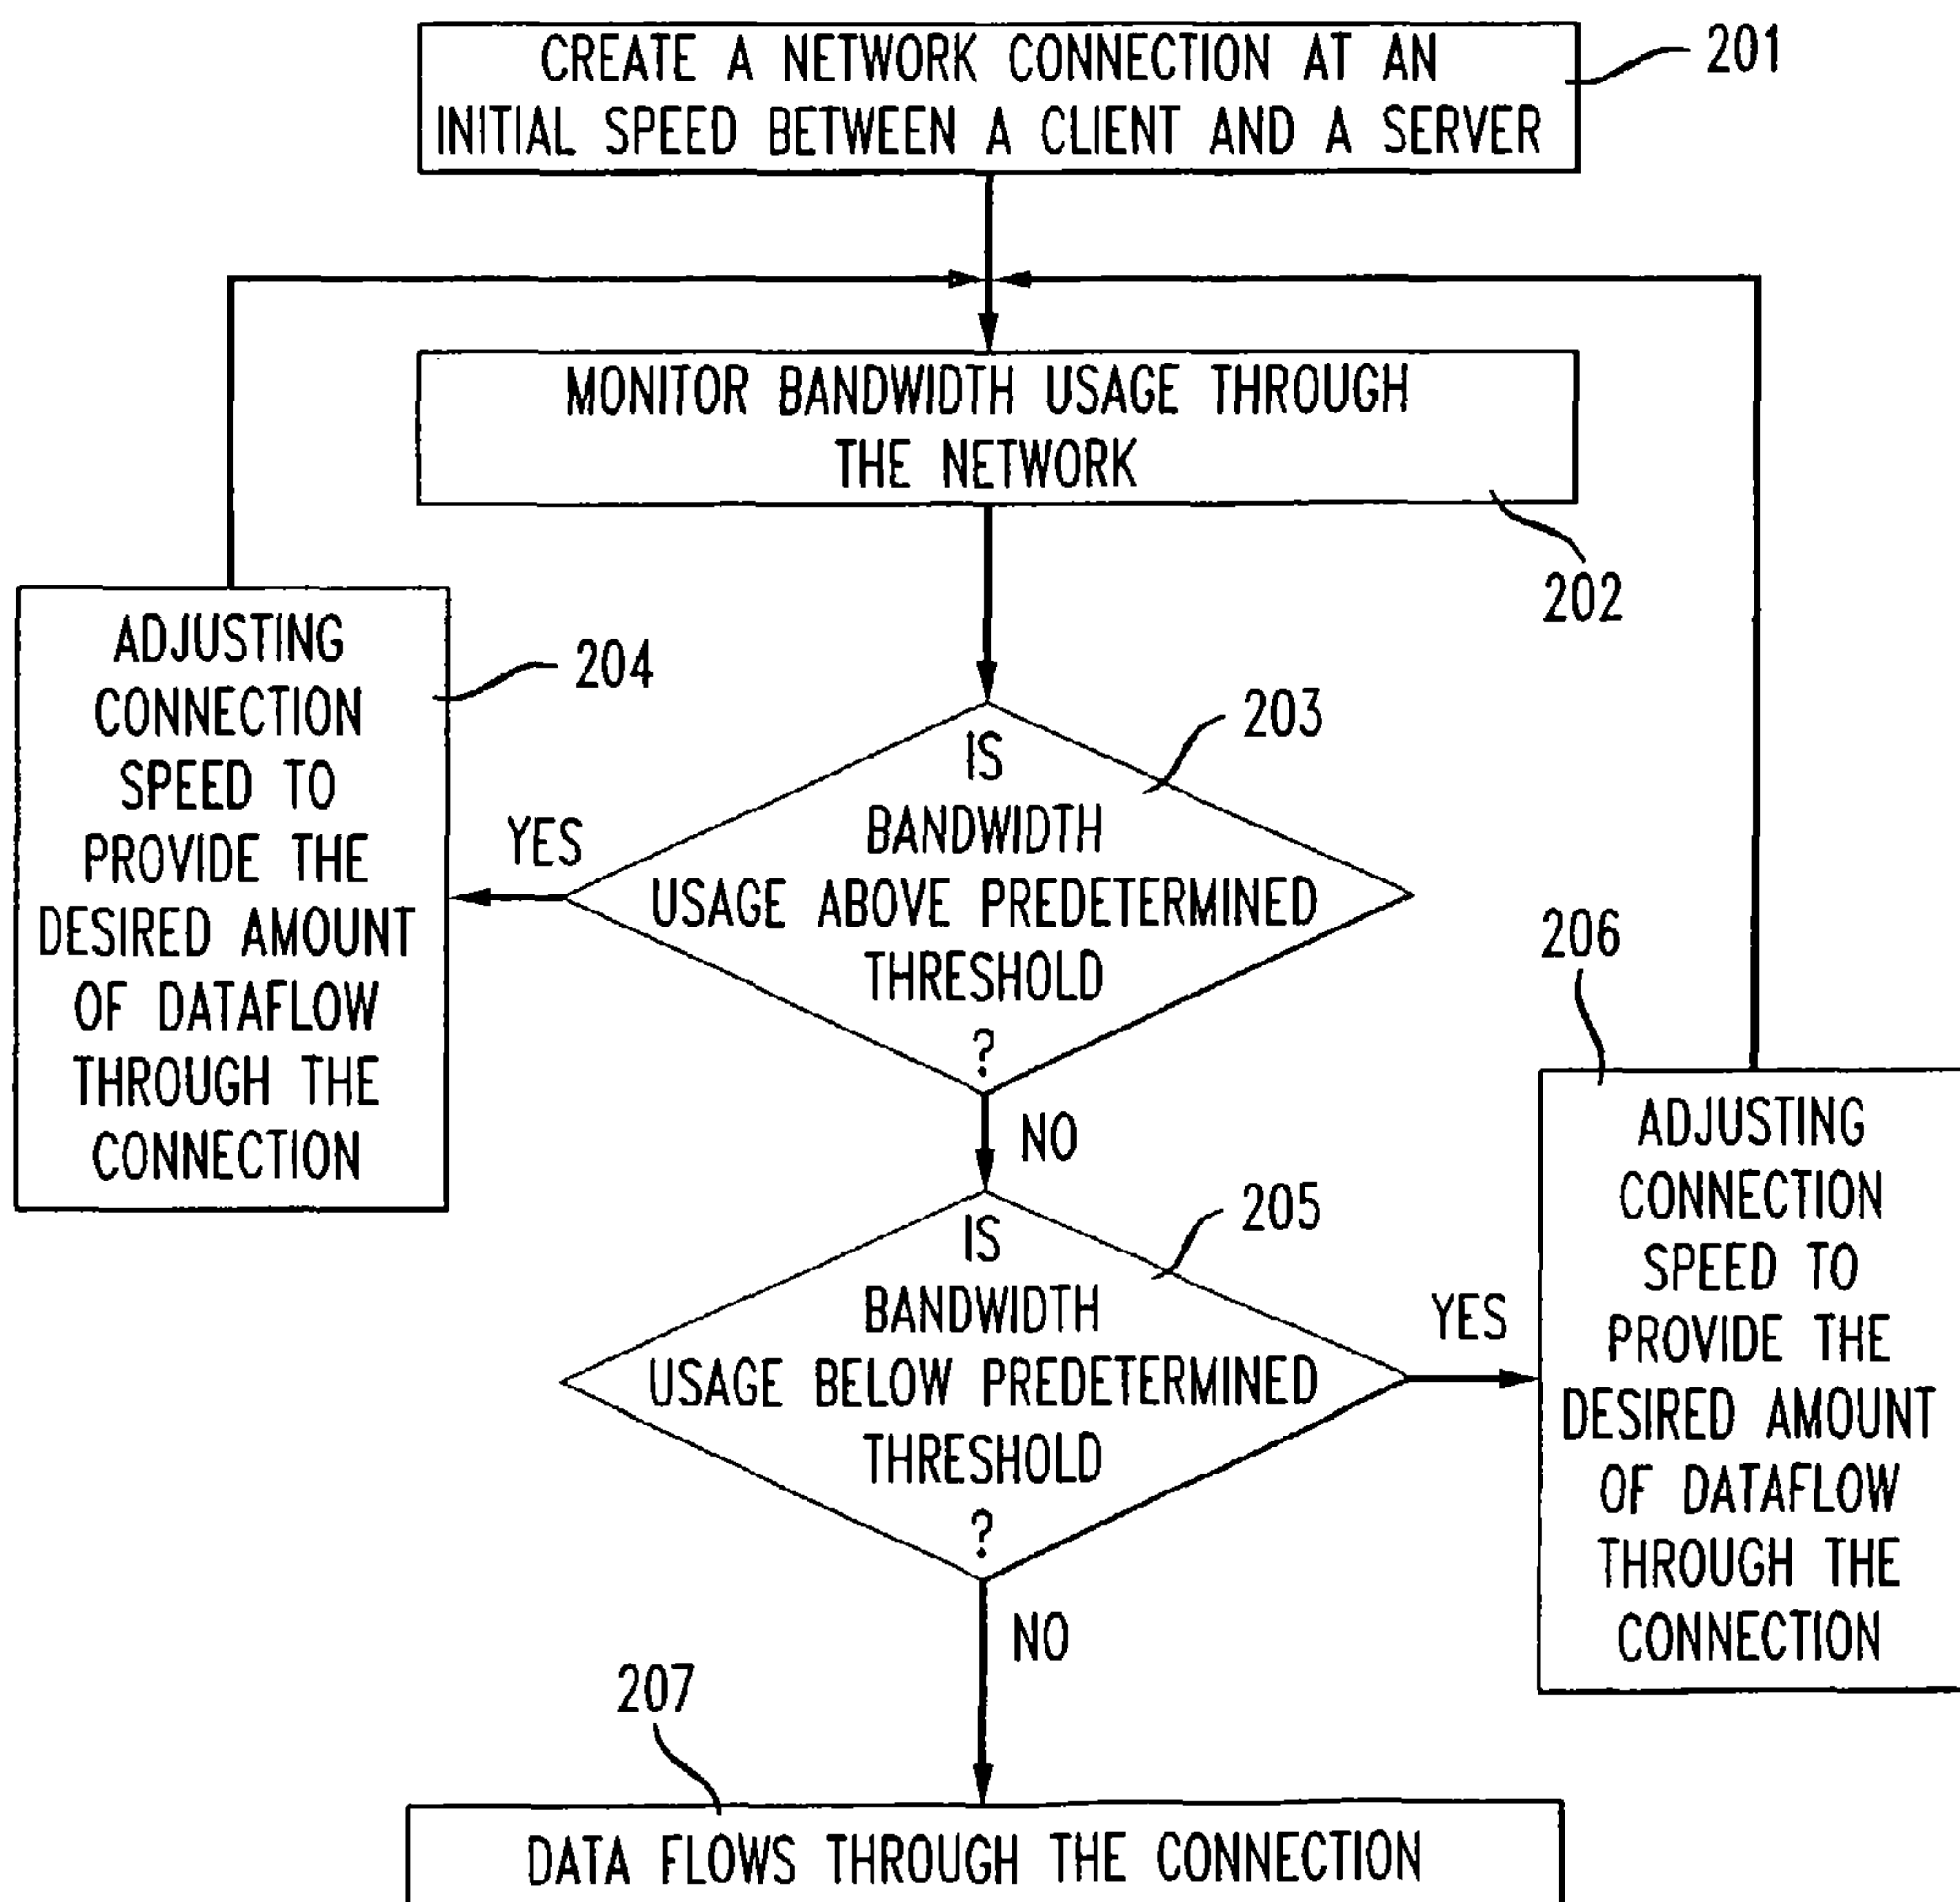 CREATE A NETWORK CONNECTION AT AN
INITIAL SPEED BETWEEN A CLIENT AND A SERVER
201
MONITOR BANDWIDTH USAGE THROUGH
THE NETWORK
202
ADJUSTING
CONNECTION
SPEED TO
PROVIDE THE
DESIRED AMOUNT
OF DATAFLOW
THROUGH THE
CONNECTION
204
203
IS
BANDWIDTH
USAGE ABOVE PREDETERMINED
THRESHOLD
?
YES
NO
205
IS
BANDWIDTH
USAGE BELOW PREDETERMINED
THRESHOLD
?
YES
NO
206
ADJUSTING
CONNECTION
SPEED TO
PROVIDE THE
DESIRED AMOUNT
OF DATAFLOW
THROUGH THE
CONNECTION
207
DATA FLOWS THROUGH THE CONNECTION